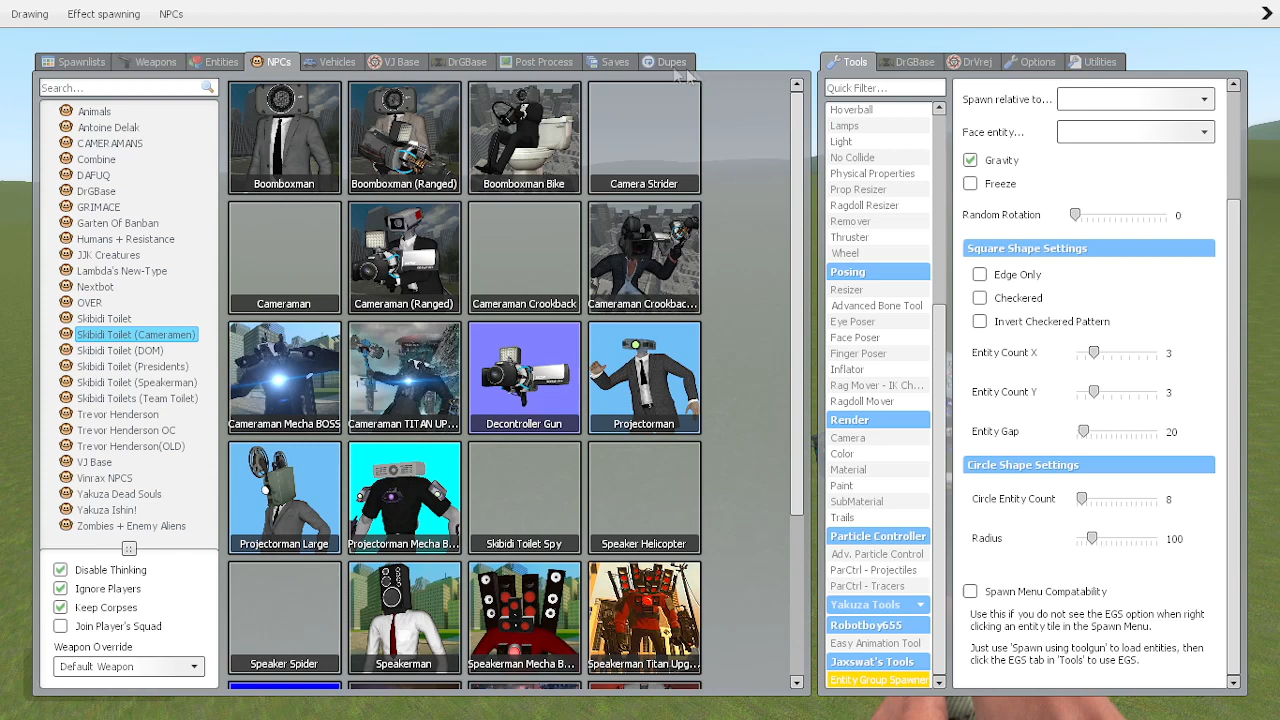 Drawing Effect spawning NPCs
Spawnlists Weapons Entities NPCs Vehicles VJ Base DrGBase Post Process Saves Dupes
Search...
Animals
Antoine Delak
CAMERAMANS
Combine
DAFUQ
DrGBase
GRIMACE
Garten Of Banban
Humans + Resistance
JJK Creatures
Lambda's New-Type
Nextbot
OVER
Skibidi Toilet
Skibidi Toilet (Cameramen)
Skibidi Toilet (DOM)
Skibidi Toilet (Presidents)
Skibidi Toilet (Speakerman)
Skibidi Toilets (Team Toilet)
Trevor Henderson
Trevor Henderson OC
Trevor Henderson(OLD)
VJ Base
Vinrax NPCS
Yakuza Dead Souls
Yakuza Ishin!
Zombies + Enemy Aliens
Disable Thinking
Ignore Players
Keep Corpses
Join Player's Squad
Weapon Override
Default Weapon
Boomboxman Boomboxman (Ranged) Boomboxman Bike Camera Strider
Cameraman Cameraman (Ranged) Cameraman Crookback Cameraman Crookbac...
Cameraman Mecha BOSS Cameraman TITAN UP... Decontroller Gun Projectorman
Projectorman Large Projectorman Mecha B... Skibidi Toilet Spy Speaker Helicopter
Speaker Spider Speakerman Speakerman Mecha B... Speakerman Titan Upg...
Tools DrGBase DrVrej Options Utilities
Quick Filter...
Hoverball
Lamps
Light
No Collide
Physical Properties
Prop Resizer
Ragdoll Resizer
Remover
Thruster
Wheel
Posing
Resizer
Advanced Bone Tool
Eye Poser
Face Poser
Finger Poser
Inflator
Rag Mover - IK Ch...
Ragdoll Mover
Render
Camera
Color
Material
Paint
SubMaterial
Trails
Particle Controller
Adv. Particle Control
ParCtrl - Projectiles
ParCtrl - Tracers
Yakuza Tools
Robotboy655
Easy Animation Tool
Jaxswat's Tools
Entity Group Spawner
Spawn relative to...
Face entity...
Gravity
Freeze
Random Rotation 0
Square Shape Settings
Edge Only
Checkered
Invert Checkered Pattern
Entity Count X 3
Entity Count Y 3
Entity Gap 20
Circle Shape Settings
Circle Entity Count 8
Radius 100
Spawn Menu Compatability
Use this if you do not see the EGS option when right
clicking an entity tile in the Spawn Menu.
Just use 'Spawn using toolgun' to load entities, then
click the EGS tab in 'Tools' to use EGS.